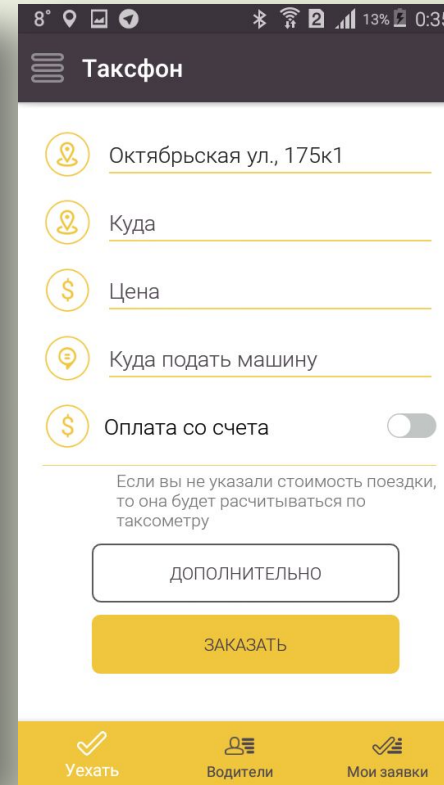 8° 2 13% 0:35
Таксфон
Октябрьская ул., 175к1
Куда
Цена
Куда подать машину
Оплата со счета
Если вы не указали стоимость поездки,
то она будет расчитываться по
таксометру
ДОПОЛНИТЕЛЬНО
ЗАКАЗАТЬ
Уехать Водители Мои заявки